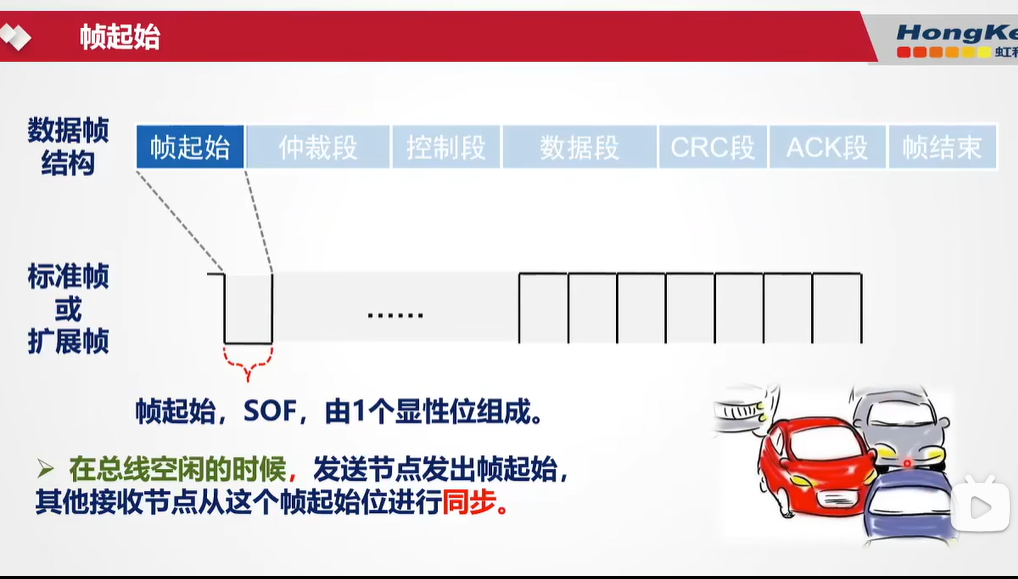 帧起始
HongKe
数据帧
结构
帧起始 仲裁段 控制段 数据段 CRC段 ACK段 帧结束
标准帧
或
扩展帧
......
帧起始，SOF，由1个显性位组成。
➢ 在总线空闲的时候，发送节点发出帧起始，
其他接收节点从这个帧起始位进行同步。